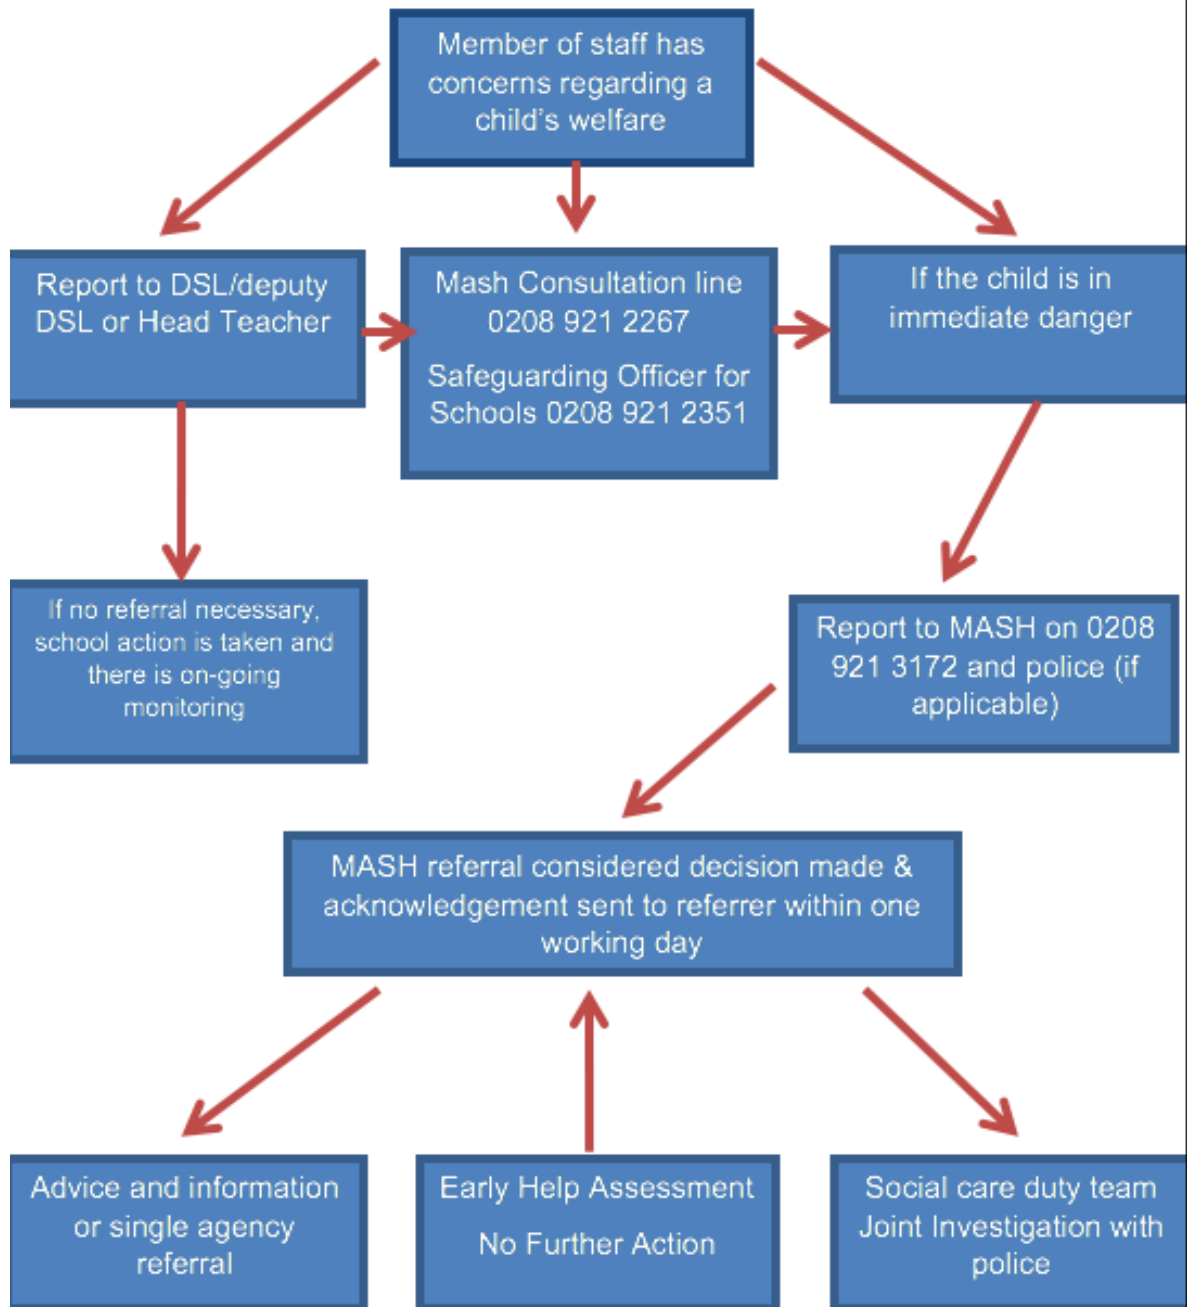 Member of staff has
concerns regarding a
child's welfare
Report to DSL/deputy
DSL or Head Teacher
Mash Consultation line
0208 921 2267
Safeguarding Officer for
Schools 0208 921 2351
If the child is in
immediate danger
If no referral necessary,
school action is taken and
there is on-going
monitoring
Report to MASH on 0208
921 3172 and police (if
applicable)
MASH referral considered decision made &
acknowledgement sent to referrer within one
working day
Advice and information
or single agency
referral
Early Help Assessment
No Further Action
Social care duty team
Joint Investigation with
police